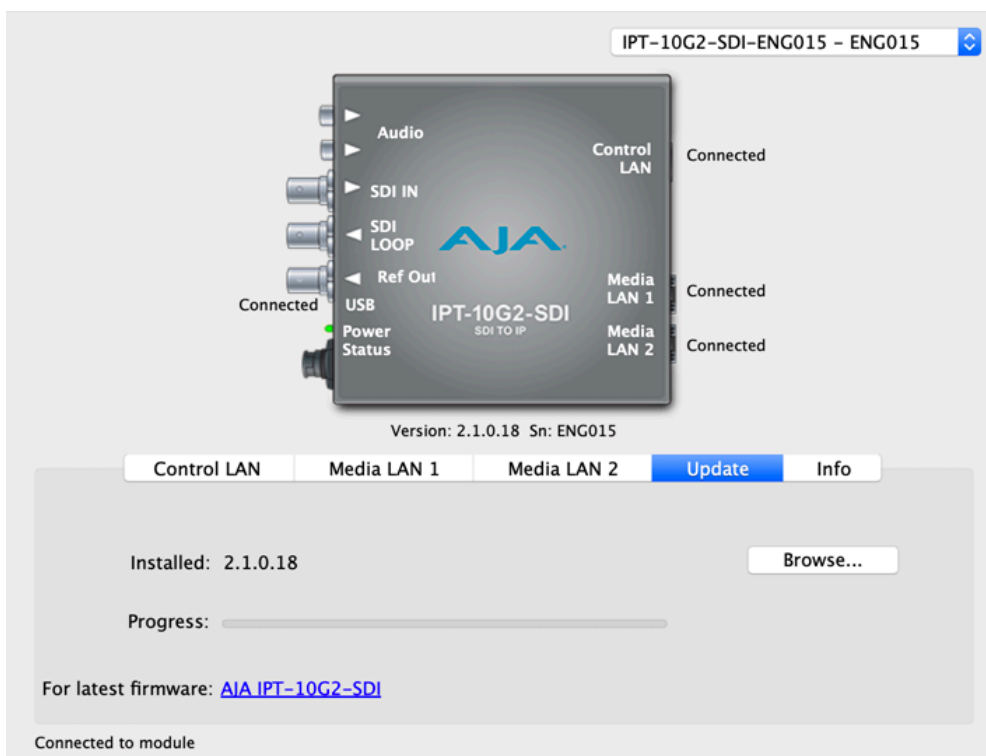 IPT-10G2-SDI-ENG015 - ENG015
Audio
Control
LAN
Connected
SDI IN
SDI
LOOP
AJA
Ref Out
Media
LAN 1
Connected
Connected
USB
IPT-10G2-SDI
SDI TO IP
Power
Status
Media
LAN 2
Connected
Version: 2.1.0.18 Sn: ENG015
Control LAN
Media LAN 1
Media LAN 2
Update
Info
Installed: 2.1.0.18
Browse...
Progress:
For latest firmware: AJA IPT-10G2-SDI
Connected to module